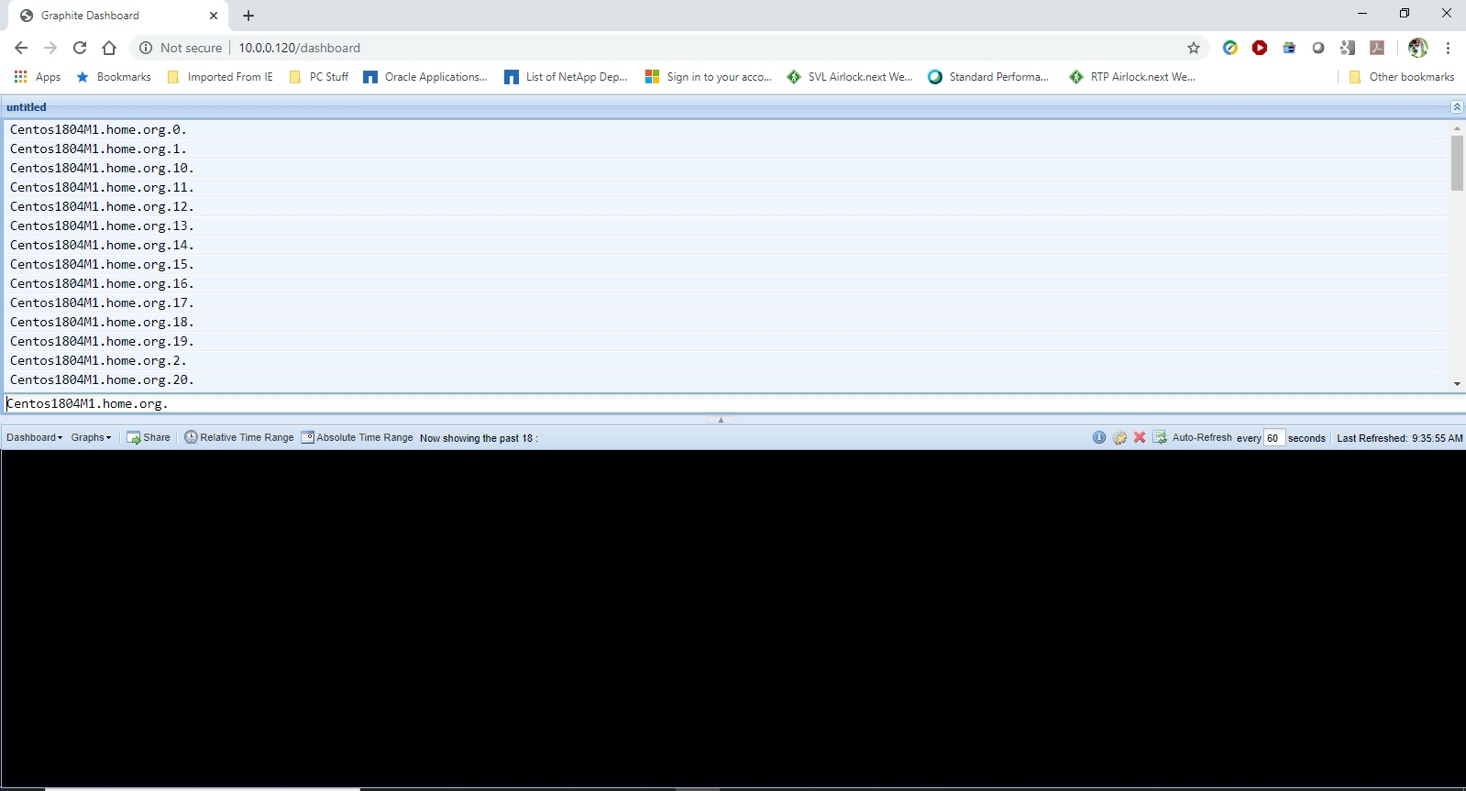 Graphite Dashboard
Not secure 10.0.0.120/dashboard
Apps Bookmarks Imported From IE PC Stuff Oracle Applications... List of NetApp Dep... Sign in to your acco... SVL Airlock.next We... Standard Performa... RTP Airlock.next We... Other bookmarks
untitled
Centos1804M1.home.org.0.
Centos1804M1.home.org.1.
Centos1804M1.home.org.10.
Centos1804M1.home.org.11.
Centos1804M1.home.org.12.
Centos1804M1.home.org.13.
Centos1804M1.home.org.14.
Centos1804M1.home.org.15.
Centos1804M1.home.org.16.
Centos1804M1.home.org.17.
Centos1804M1.home.org.18.
Centos1804M1.home.org.19.
Centos1804M1.home.org.2.
Centos1804M1.home.org.20.
Centos1804M1.home.org.
Dashboard Graphs Share Relative Time Range Absolute Time Range Now showing the past 18 : Auto-Refresh every 60 seconds Last Refreshed: 9:35:55 AM